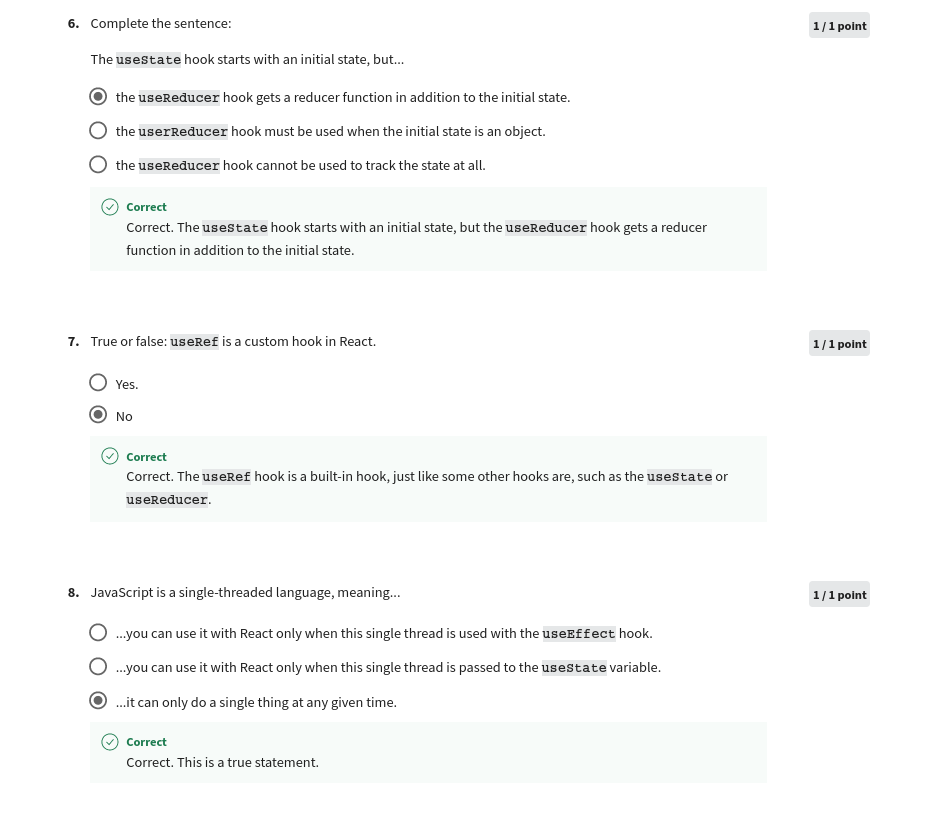 6. Complete the sentence:
1 / 1 point
The useState hook starts with an initial state, but...
the useReducer hook gets a reducer function in addition to the initial state.
the userReducer hook must be used when the initial state is an object.
the useReducer hook cannot be used to track the state at all.
Correct
Correct. The useState hook starts with an initial state, but the useReducer hook gets a reducer
function in addition to the initial state.
7. True or false: useRef is a custom hook in React.
1 / 1 point
Yes.
No
Correct
Correct. The useRef hook is a built-in hook, just like some other hooks are, such as the useState or
useReducer.
8. JavaScript is a single-threaded language, meaning...
1 / 1 point
...you can use it with React only when this single thread is used with the useEffect hook.
...you can use it with React only when this single thread is passed to the useState variable.
...it can only do a single thing at any given time.
Correct
Correct. This is a true statement.